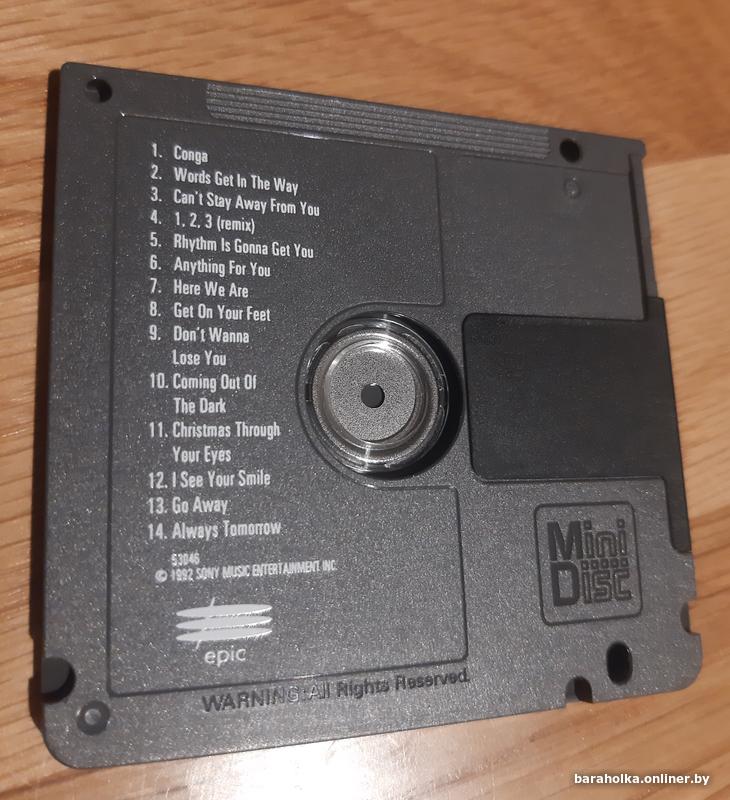 1. Conga
2. Words Get In The Way
3. Can't Stay Away From You
4. 1, 2, 3 (remix)
5. Rhythm Is Gonna Get You
6. Anything For You
7. Here We Are
8. Get On Your Feet
9. Don't Wanna
Lose You
10. Coming Out Of
The Dark
11. Christmas Through
Your Eyes
12. I See Your Smile
13. Go Away
14. Always Tomorrow
53046
© 1992 SONY MUSIC ENTERTAINMENT INC.
epic
Mini
Disc
WARNING:All Rights Reserved.
baraholka.onliner.by